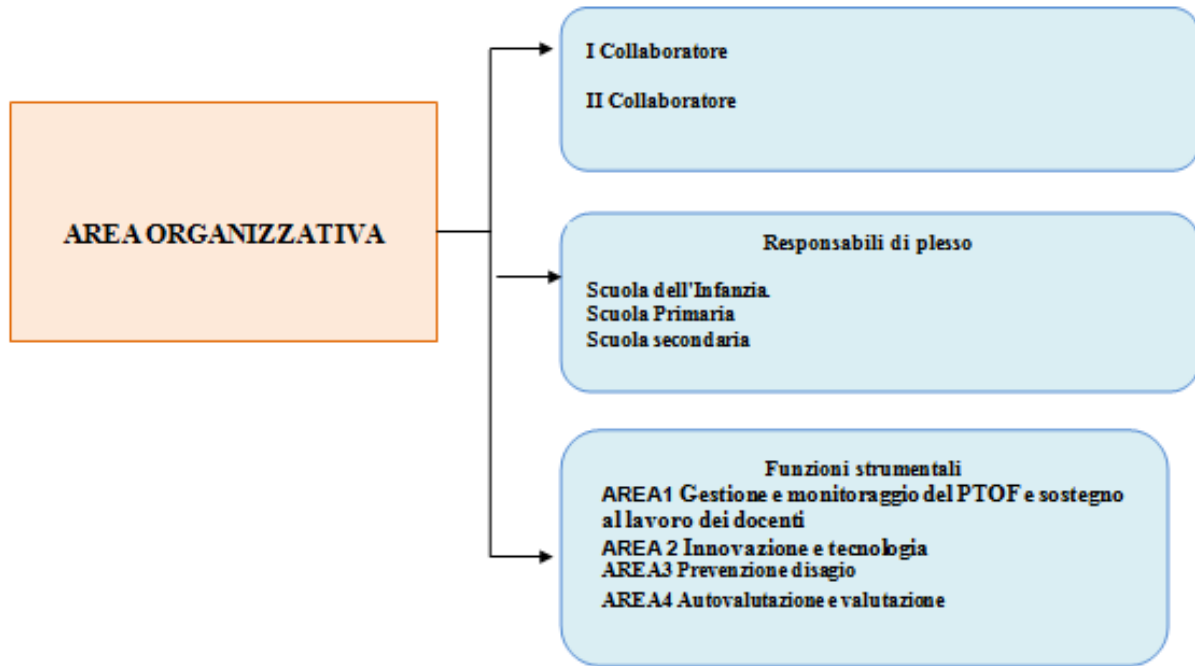 AREA ORGANIZZATIVA
I Collaboratore
II Collaboratore
Responsabili di plesso
Scuola dell'Infanzia.
Scuola Primaria
Scuola secondaria
Funzioni strumentali
AREA1 Gestione e monitoraggio del PTOF e sostegno
al lavoro dei docenti
AREA 2 Innovazione e tecnologia
AREA3 Prevenzione disagio
AREA4 Autovalutazione e valutazione